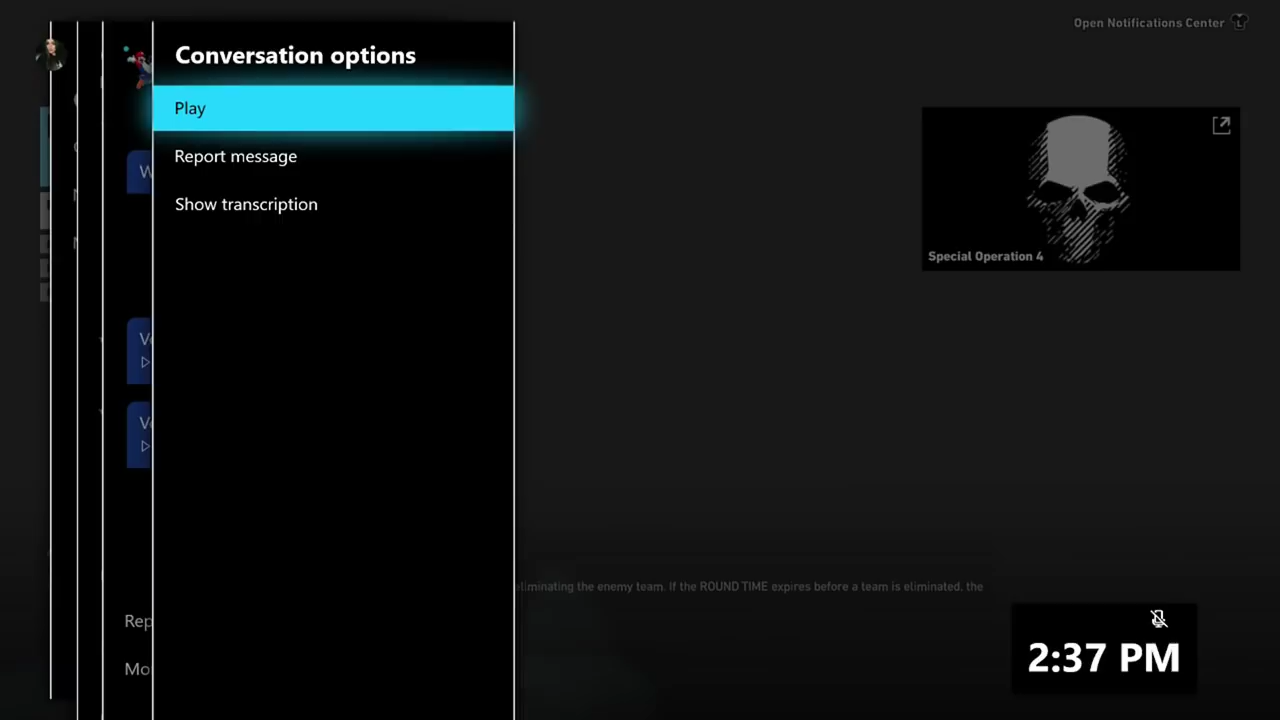 Open Notifications Center
Conversation options
Play
Report message
Show transcription
Special Operation 4
eliminating the enemy team. If the ROUND TIME expires before a team is eliminated, the
2:37 PM